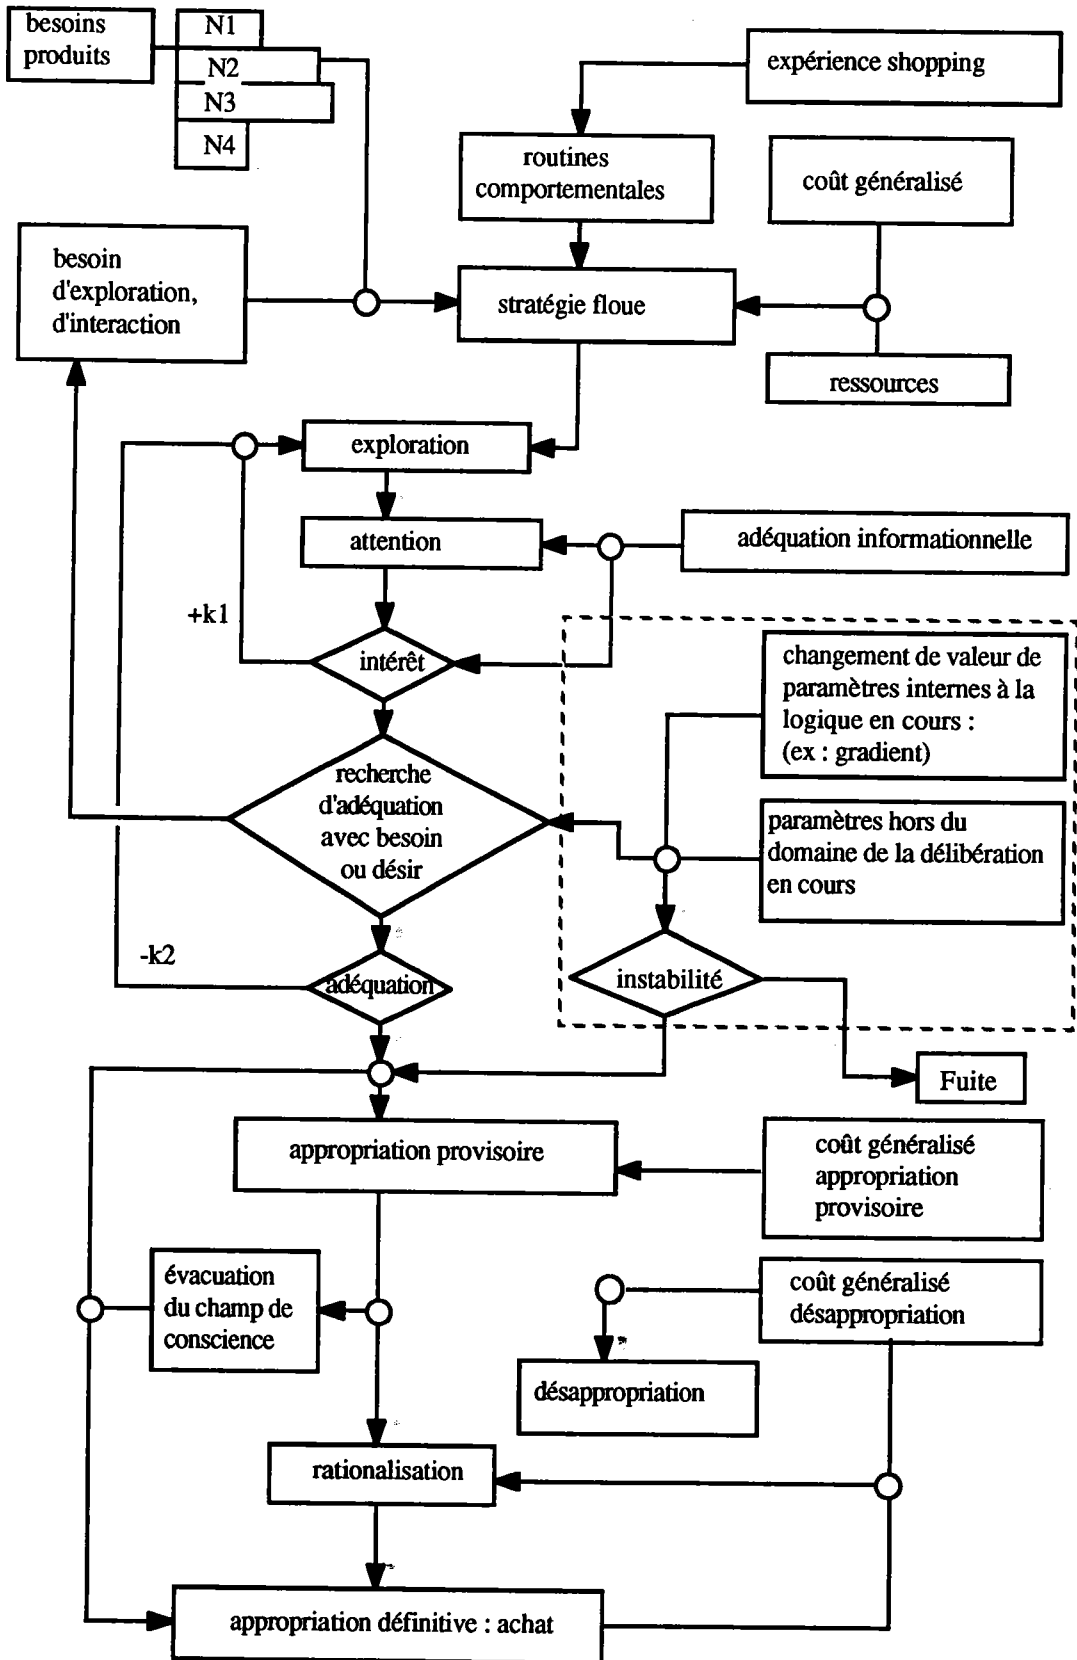 besoins
produits
N1
N2
N3
N4
expérience shopping
routines
comportementales
coût généralisé
besoin
d'exploration,
d'interaction
stratégie floue
ressources
exploration
attention
adéquation informationnelle
+k1
intérêt
changement de valeur de
paramètres internes à la
logique en cours :
(ex : gradient)
recherche
d'adéquation
avec besoin
ou désir
paramètres hors du
domaine de la délibération
en cours
-k2
adéquation
instabilité
Fuite
appropriation provisoire
coût généralisé
appropriation
provisoire
évacuation
du champ de
conscience
coût généralisé
désappropriation
désappropriation
rationalisation
appropriation définitive : achat